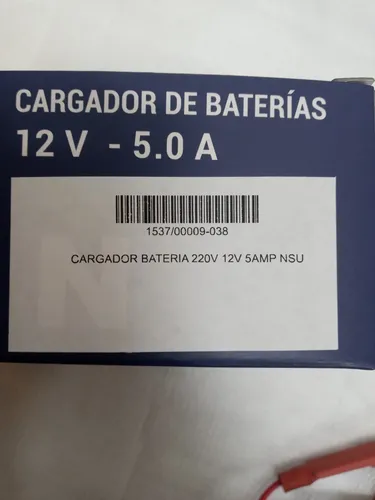 CARGADOR DE BATERÍAS
12 V - 5.0 A
1537/00009-038
CARGADOR BATERIA 220V 12V 5AMP NSU